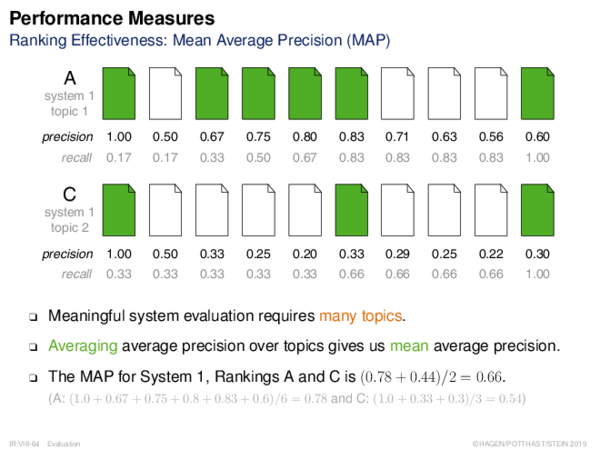 Performance Measures
Ranking Effectiveness: Mean Average Precision (MAP)
A
system 1
topic 1
precision 1.00 0.50 0.67 0.75 0.80 0.83 0.71 0.63 0.56 0.60
recall 0.17 0.17 0.33 0.50 0.67 0.83 0.83 0.83 0.83 1.00
C
system 1
topic 2
precision 1.00 0.50 0.33 0.25 0.20 0.33 0.29 0.25 0.22 0.30
recall 0.33 0.33 0.33 0.33 0.33 0.66 0.66 0.66 0.66 1.00
❑ Meaningful system evaluation requires many topics.
❑ Averaging average precision over topics gives us mean average precision.
❑ The MAP for System 1, Rankings A and C is (0.78 + 0.44)/2 = 0.66.
(A: (1.0 + 0.67 + 0.75 + 0.8 + 0.83 + 0.6)/6 = 0.78 and C: (1.0 + 0.33 + 0.3)/3 = 0.54)
IR:VIII-64 Evaluation ©HAGEN/POTTHAST/STEIN 2019